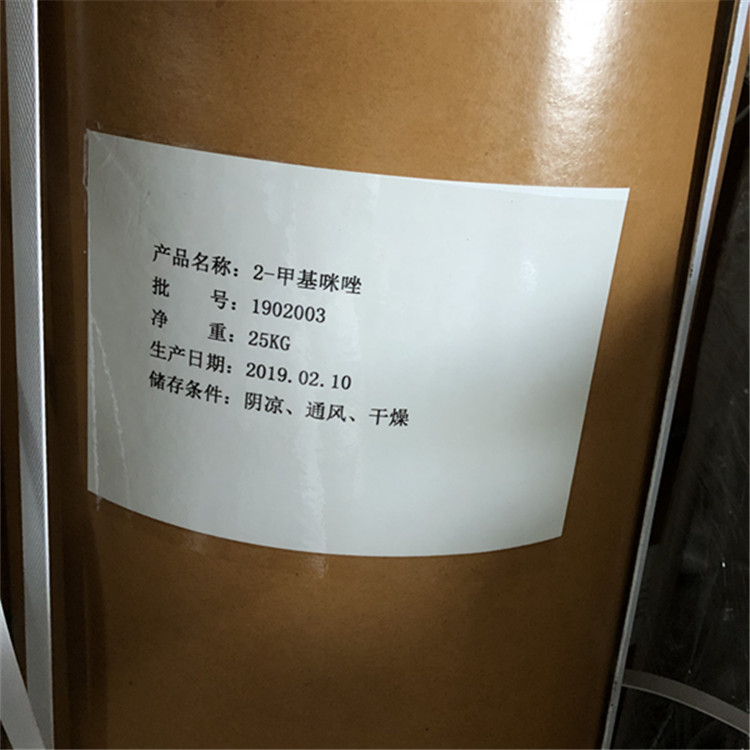 产品名称：2-甲基咪唑
批　　号：1902003
净　　重：25KG
生产日期：2019.02.10
储存条件：阴凉、通风、干燥